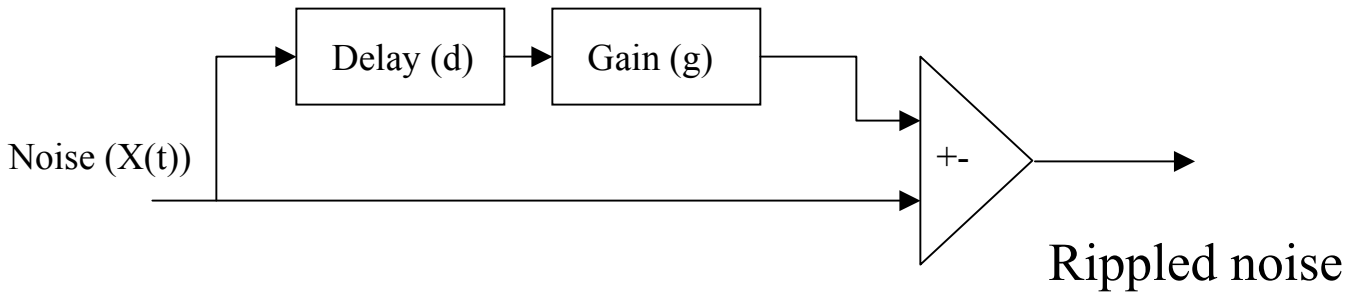 Delay (d)
Gain (g)
Noise (X(t))
+-
Rippled noise